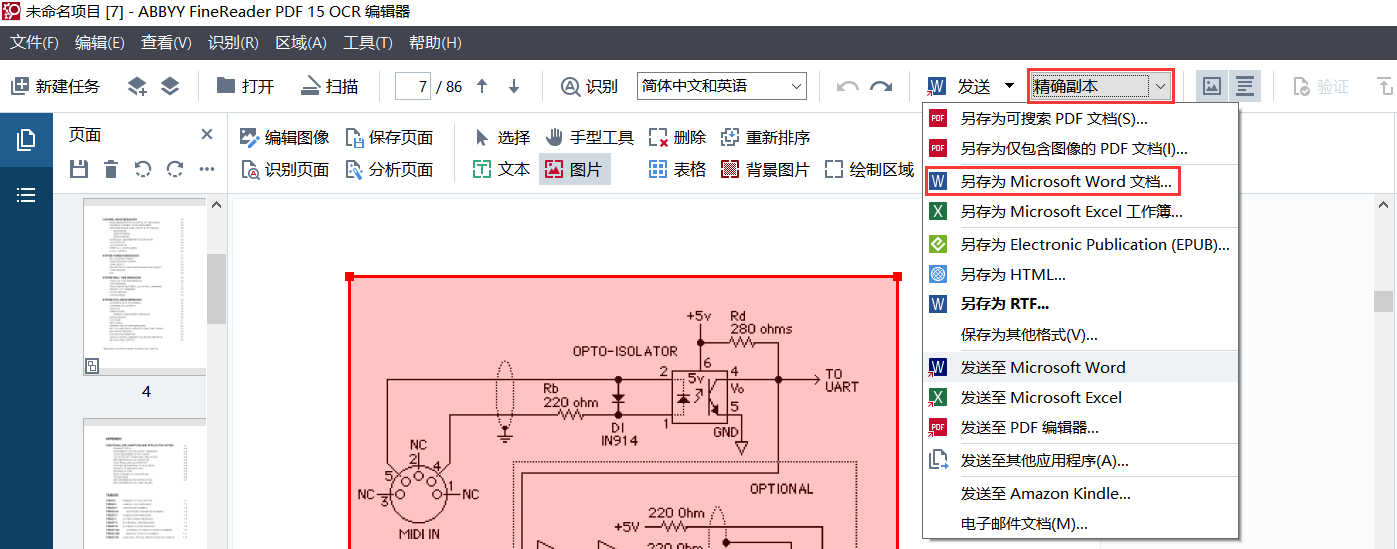 未命名项目 [7] - ABBYY FineReader PDF 15 OCR 编辑器
文件(F) 编辑(E) 查看(V) 识别(R) 区域(A) 工具(T) 帮助(H)
新建任务 打开 扫描 7 / 86 识别 简体中文和英语 发送 精确副本 验证
页面
编辑图像 保存页面 选择 手型工具 删除 重新排序
识别页面 分析页面 文本 图片 表格 背景图片 绘制区域
4
APPENDIX
TABLES
+5v
Rd
280 ohms
OPTO-ISOLATOR
6
2
5v
4
TO
UART
Vo
Rb
220 ohm
5
1
DI
IN914
GND
NC
2
5
4
NC
3
1
NC
MIDI IN
OPTIONAL
220 Ohm
+5V
220 Ohm
PDF 另存为可搜索 PDF 文档(S)...
PDF 另存为仅包含图像的 PDF 文档(I)...
W 另存为 Microsoft Word 文档...
X 另存为 Microsoft Excel 工作簿...
另存为 Electronic Publication (EPUB)...
另存为 HTML...
W 另存为 RTF...
保存为其他格式(V)...
W 发送至 Microsoft Word
X 发送至 Microsoft Excel
PDF 发送至 PDF 编辑器...
发送至其他应用程序(A)...
发送至 Amazon Kindle...
电子邮件文档(M)...